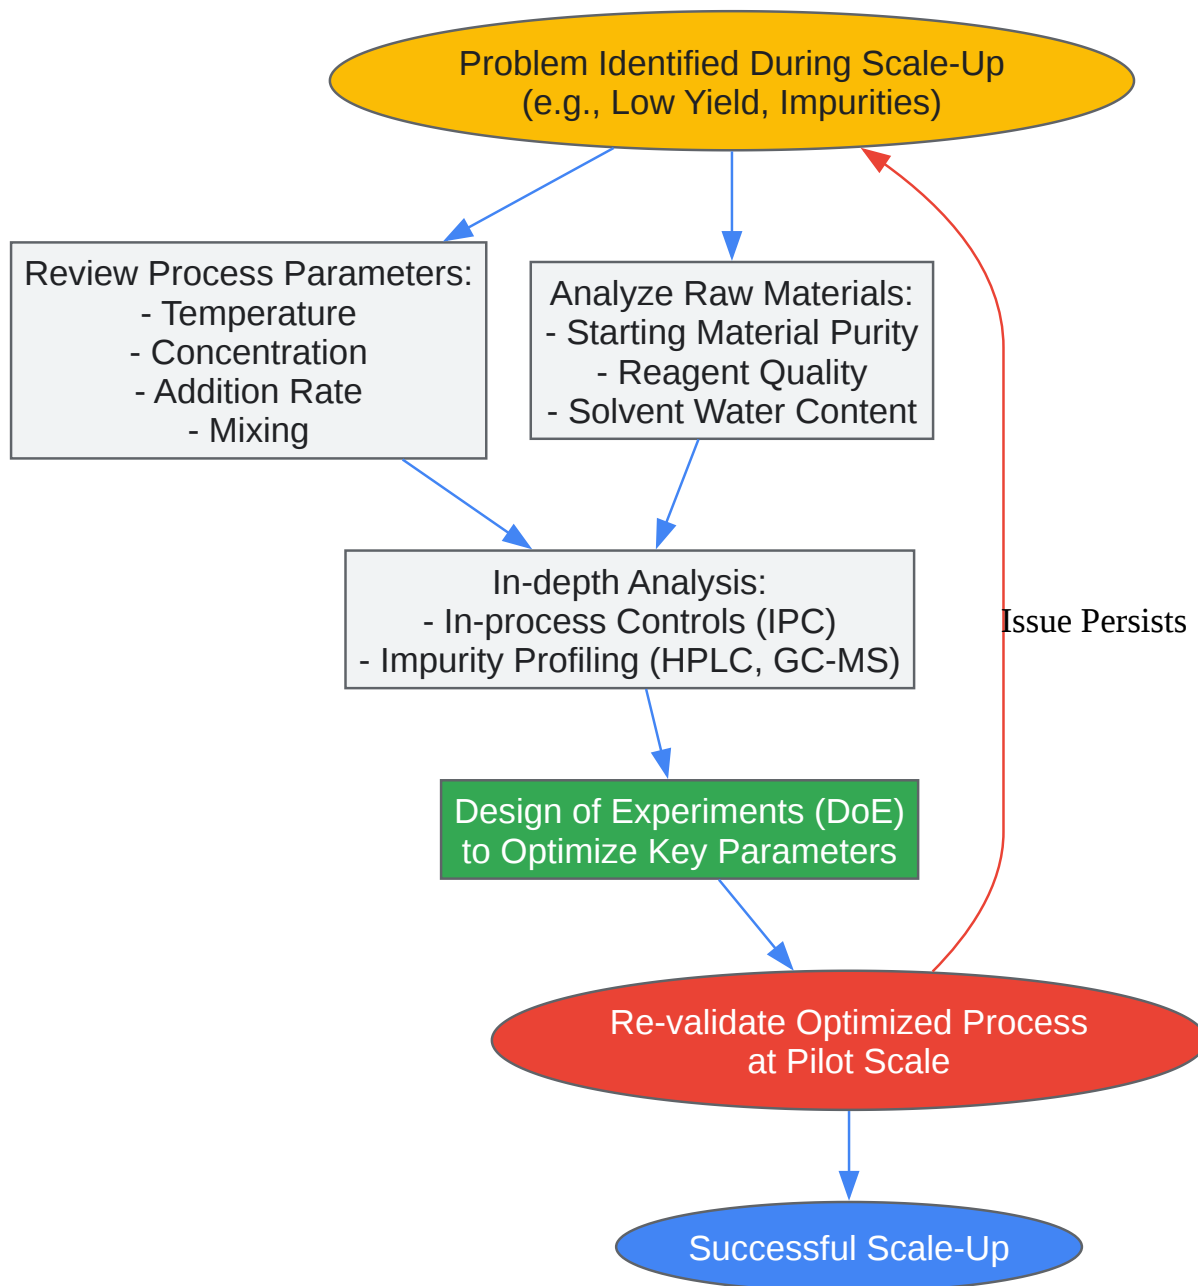 Problem Identified During Scale-Up
(e.g., Low Yield, Impurities)
Review Process Parameters:
- Temperature
- Concentration
- Addition Rate
- Mixing
Analyze Raw Materials:
- Starting Material Purity
- Reagent Quality
- Solvent Water Content
In-depth Analysis:
- In-process Controls (IPC)
- Impurity Profiling (HPLC, GC-MS)
Issue Persists
Design of Experiments (DoE)
to Optimize Key Parameters
Re-validate Optimized Process
at Pilot Scale
Successful Scale-Up